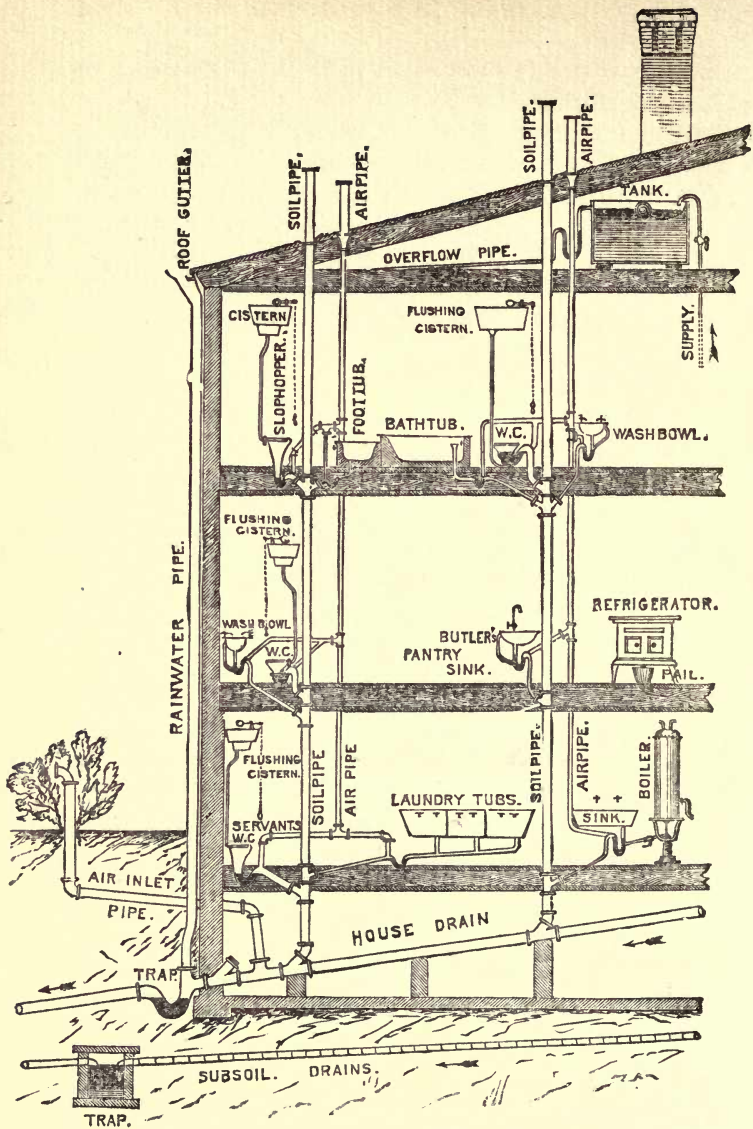 SOILPIPE.
AIRPIPE.
SOILPIPE.
AIRPIPE.
ROOF GUTTER.
TANK.
OVERFLOW PIPE.
SUPPLY.
CISTERN
SLOPHOPPER.
FOOTTUB.
FLUSHING
CISTERN.
BATHTUB.
W.C.
WASHBOWL.
RAINWATER PIPE.
FLUSHING
CISTERN.
WASH BOWL
W.C.
BUTLER'S
PANTRY
SINK.
REFRIGERATOR.
PAIL.
FLUSHING
CISTERN.
SERVANTS
W.C
SOILPIPE
AIR PIPE
LAUNDRY TUBS.
SOILPIPE.
AIRPIPE.
SINK.
BOILER.
AIR INLET
PIPE.
HOUSE DRAIN
TRAP
SUBSOIL DRAINS.
TRAP.